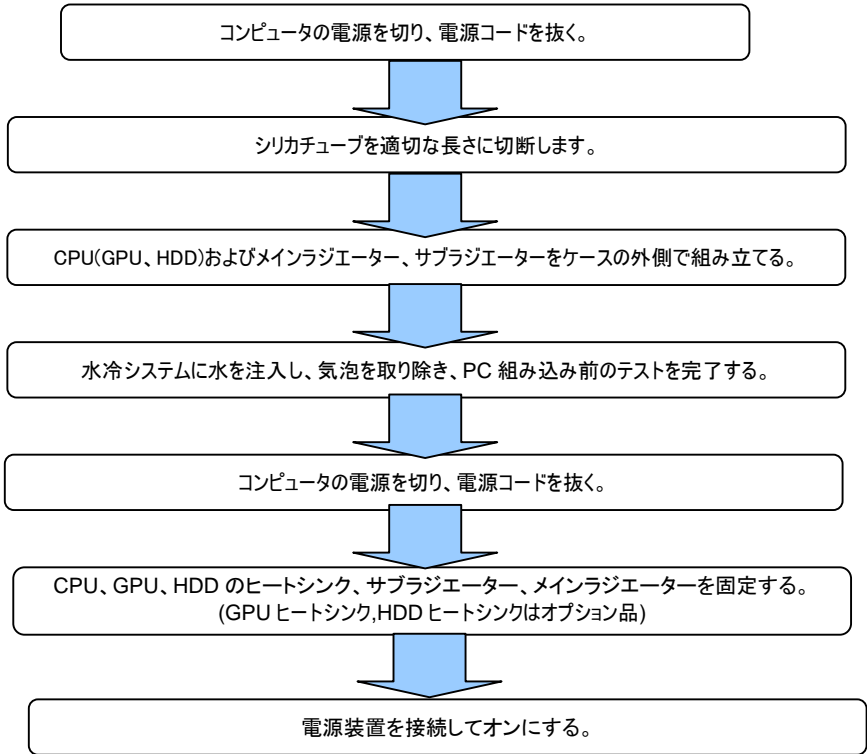 コンピュータの電源を切り、電源コードを抜く。
シリカチューブを適切な長さに切断します。
CPU(GPU、HDD)およびメインラジエーター、サブラジエーターをケースの外側で組み立てる。
水冷システムに水を注入し、気泡を取り除き、PC 組み込み前のテストを完了する。
コンピュータの電源を切り、電源コードを抜く。
CPU、GPU、HDD のヒートシンク、サブラジエーター、メインラジエーターを固定する。
(GPU ヒートシンク,HDD ヒートシンクはオプション品)
電源装置を接続してオンにする。